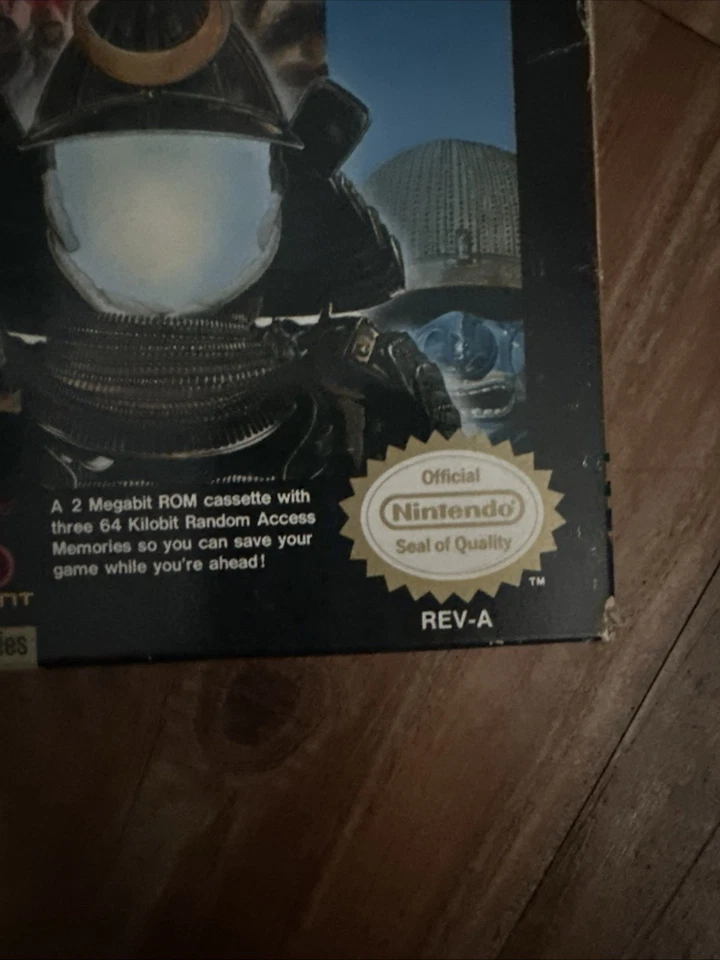 A 2 Megabit ROM cassette with
three 64 Kilobit Random Access
Memories so you can save your
game while you're ahead!
Official
Nintendo®
Seal of Quality
TM
REV-A